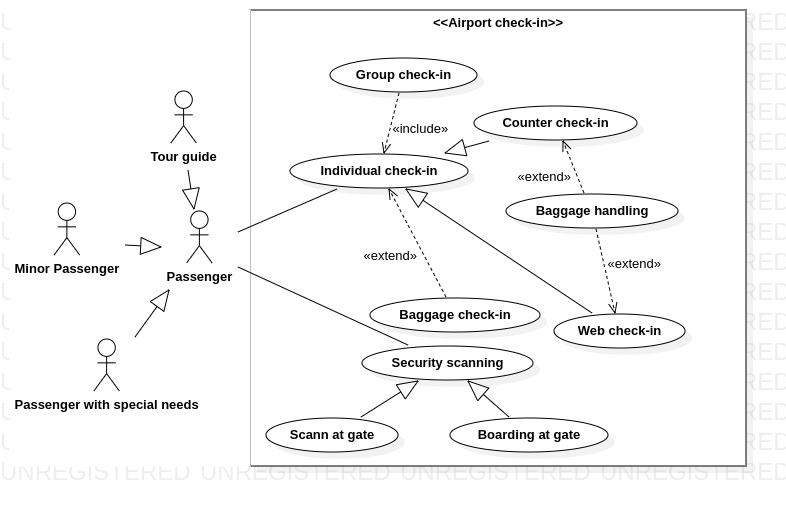 <<Airport check-in>>
Group check-in
«include»
Counter check-in
Tour guide
Individual check-in
«extend»
Baggage handling
Minor Passenger
Passenger
«extend»
«extend»
Baggage check-in
Web check-in
Security scanning
Passenger with special needs
Scann at gate
Boarding at gate
UNREGISTERED UNREGISTERED UNREGISTERED UNREGISTERED